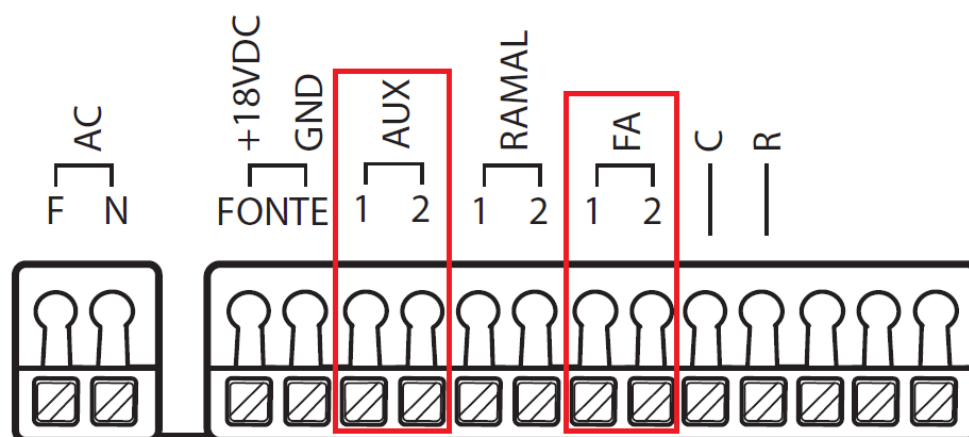 AC
F N
+18VDC GND
FONTE
AUX
1 2
RAMAL
1 2
FA
1 2
C
R